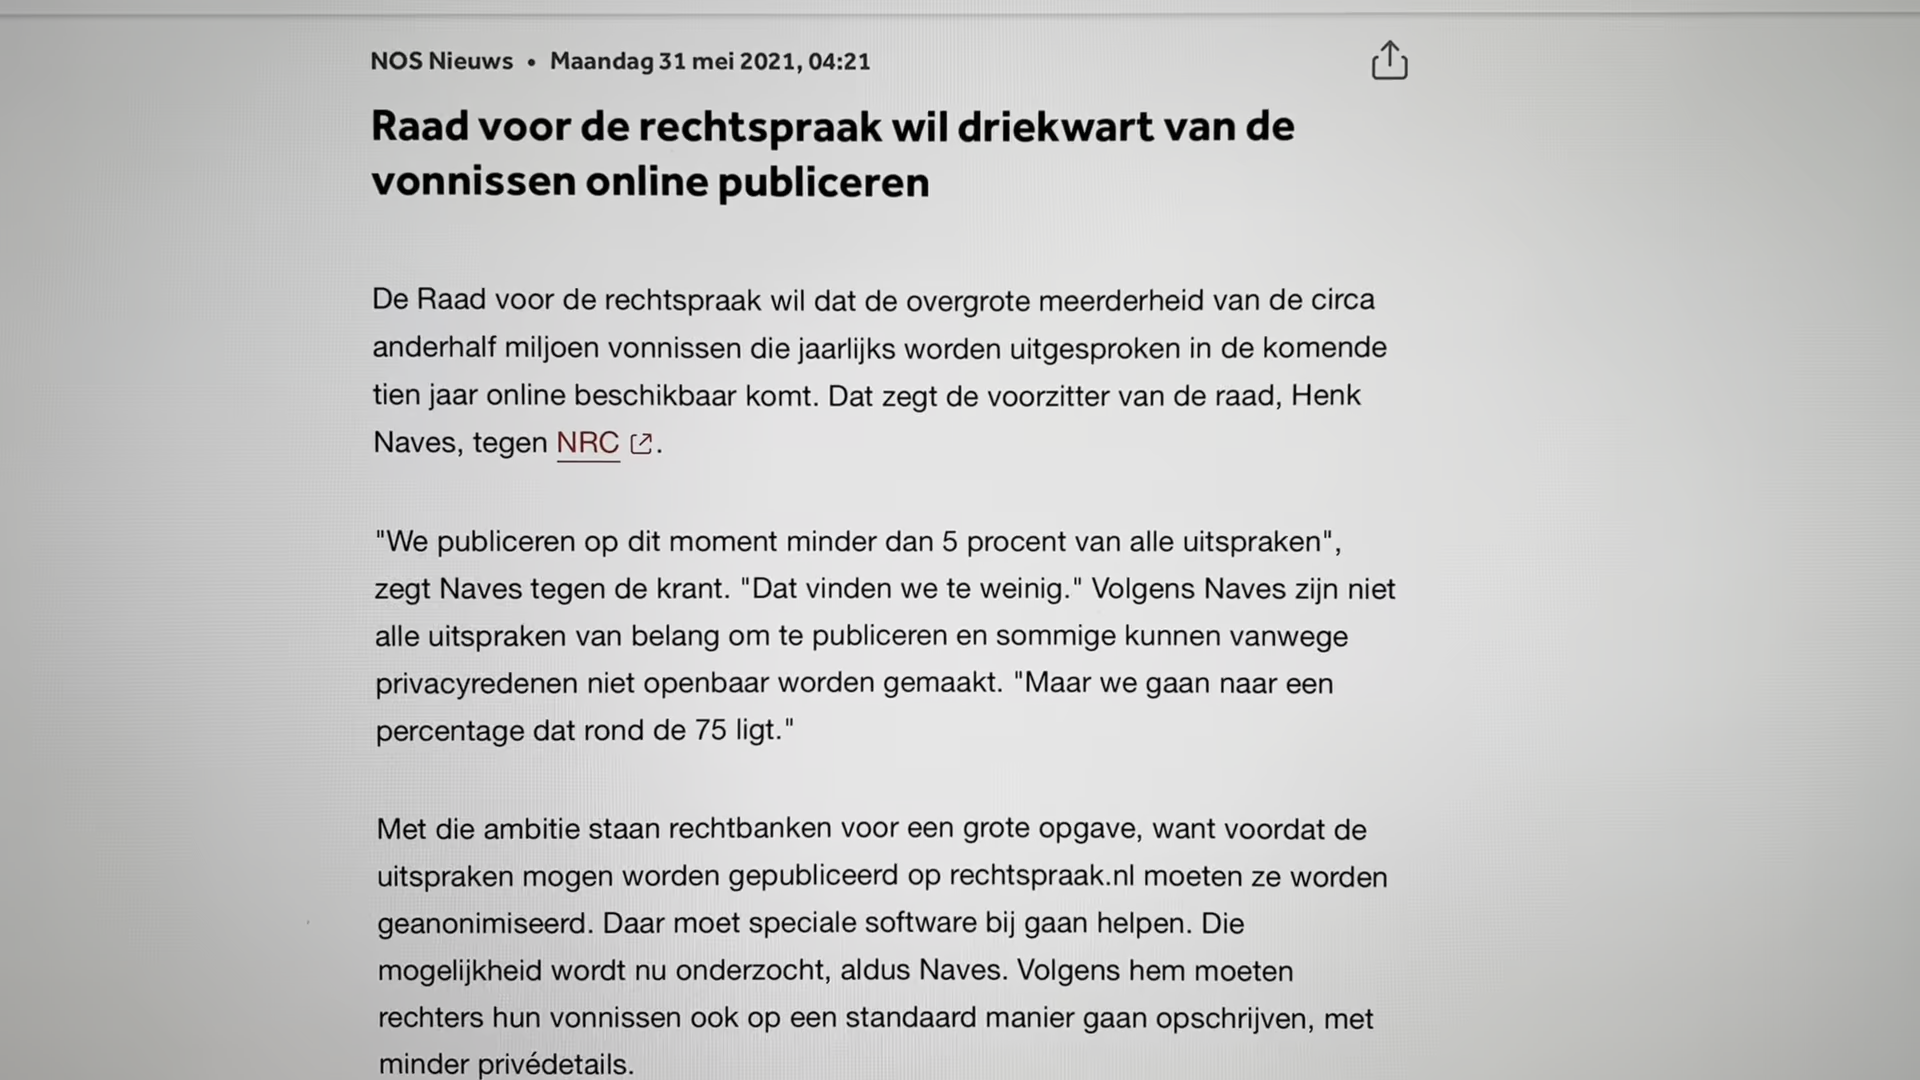 NOS Nieuws • Maandag 31 mei 2021, 04:21
Raad voor de rechtspraak wil driekwart van de
vonnissen online publiceren
De Raad voor de rechtspraak wil dat de overgrote meerderheid van de circa
anderhalf miljoen vonnissen die jaarlijks worden uitgesproken in de komende
tien jaar online beschikbaar komt. Dat zegt de voorzitter van de raad, Henk
Naves, tegen NRC.
"We publiceren op dit moment minder dan 5 procent van alle uitspraken",
zegt Naves tegen de krant. "Dat vinden we te weinig." Volgens Naves zijn niet
alle uitspraken van belang om te publiceren en sommige kunnen vanwege
privacyredenen niet openbaar worden gemaakt. "Maar we gaan naar een
percentage dat rond de 75 ligt."
Met die ambitie staan rechtbanken voor een grote opgave, want voordat de
uitspraken mogen worden gepubliceerd op rechtspraak.nl moeten ze worden
geanonimiseerd. Daar moet speciale software bij gaan helpen. Die
mogelijkheid wordt nu onderzocht, aldus Naves. Volgens hem moeten
rechters hun vonnissen ook op een standaard manier gaan opschrijven, met
minder privédetails.